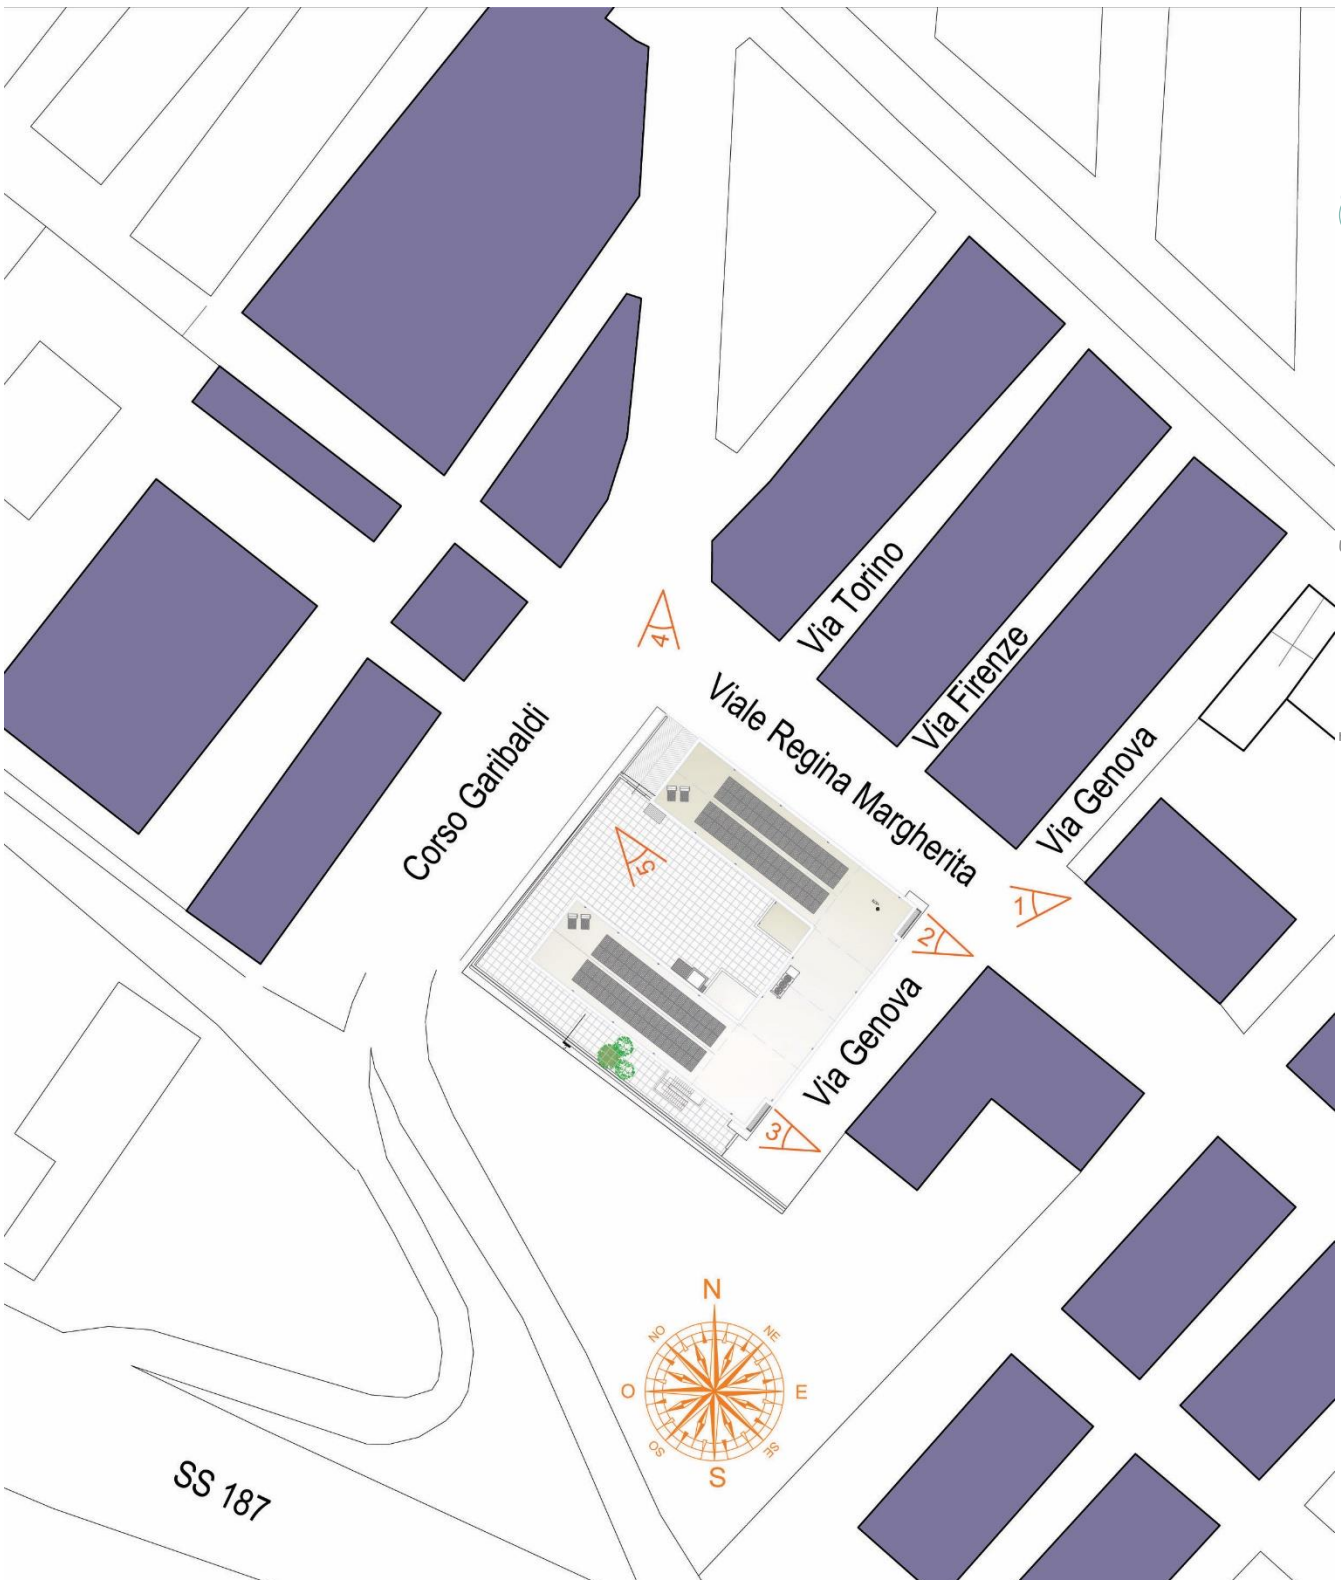 Via Torino
4
Via Firenze
Viale Regina Margherita
Corso Garibaldi
Via Genova
5
1
2
Via Genova
3
N
NO
NE
O
E
SO
SE
S
SS 187